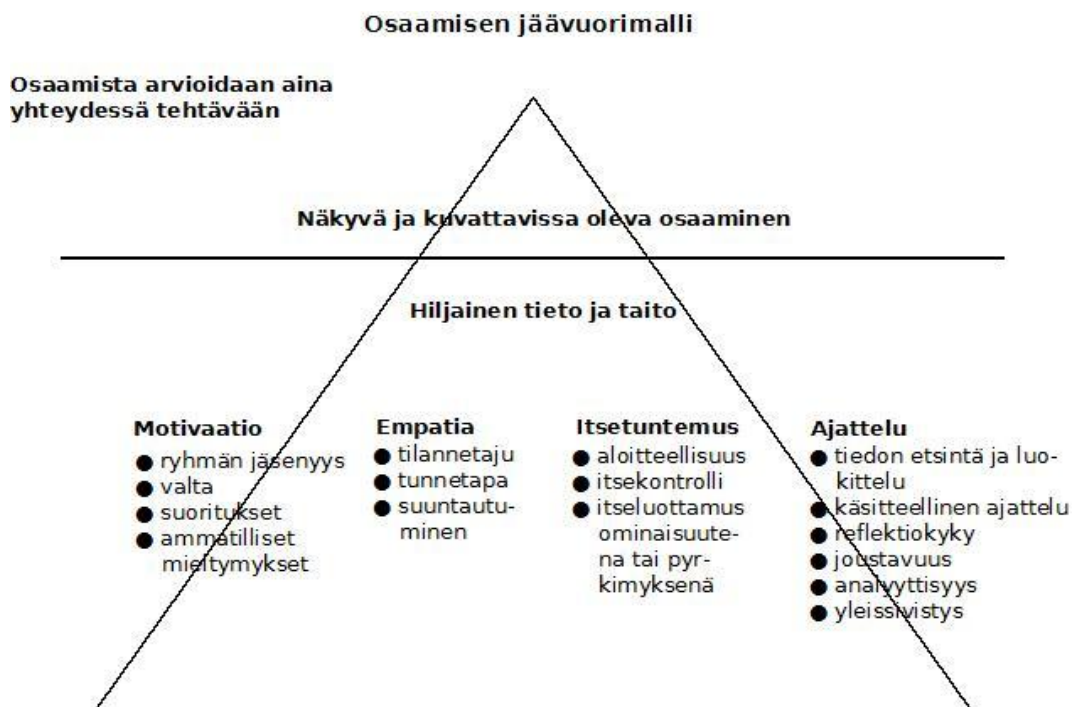 Osaamisen jäävuorimalli
Osaamista arvioidaan aina
yhteydessä tehtävään
Näkyvä ja kuvattavissa oleva osaaminen
Hiljainen tieto ja taito
Motivaatio
● ryhmän jäsenyys
● valta
● suoritukset
● ammatilliset
mieltymykset
Empatia
● tilannetaju
● tunnetapa
● suuntautu-
minen
Itsetuntemus
● aloitteellisuus
● itsekontrolli
● itseluottamus
ominaisuute-
na tai pyr-
kimyksenä
Ajattelu
● tiedon etsintä ja luo-
kittelu
● käsitteellinen ajattelu
● reflektiokyky
● joustavuus
● analyyttisyys
● yleissivistys